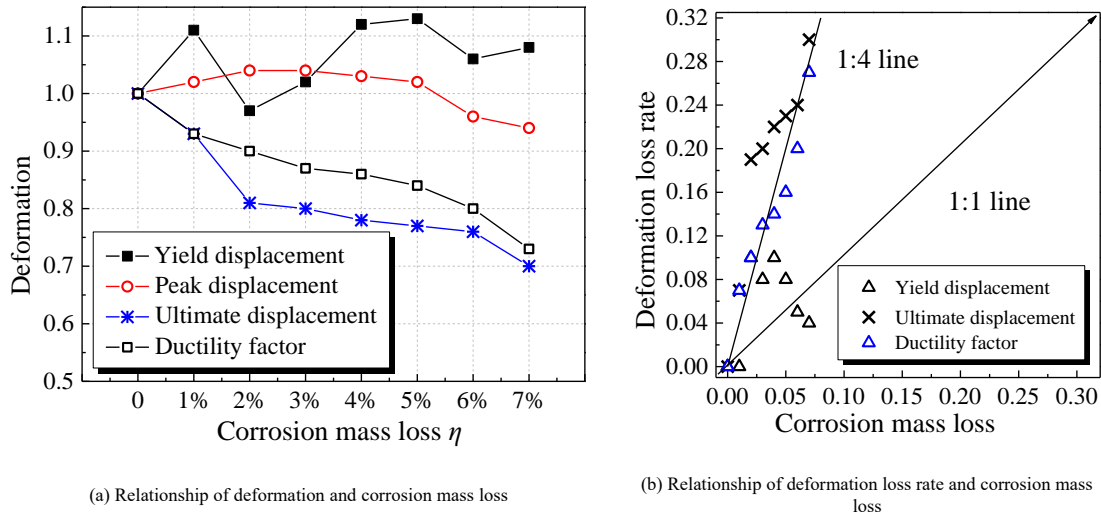 1.1
1.0
0.9
0.8
0.7
0.6
0.5
Deformation
Yield displacement
Peak displacement
Ultimate displacement
Ductility factor
0 1% 2% 3% 4% 5% 6% 7%
Corrosion mass loss η
(a) Relationship of deformation and corrosion mass loss
0.32
0.28
0.24
0.20
0.16
0.12
0.08
0.04
0.00
Deformation loss rate
1:4 line
1:1 line
Yield displacement
Ultimate displacement
Ductility factor
0.00 0.05 0.10 0.15 0.20 0.25 0.30
Corrosion mass loss
(b) Relationship of deformation loss rate and corrosion mass
loss